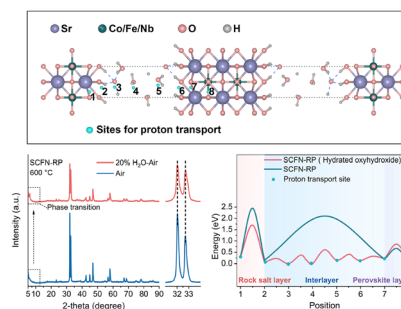 Sr Co/Fe/Nb O H
1 2 3 4 5 6 7 8
Sites for proton transport
SCFN-RP
600 °C
20% H2O-Air
Air
Phase transition
Intensity (a.u.)
5 10 20 30 40 50 60 70 80 90 32 33
2-theta (degree)
SCFN-RP ( Hydrated oxyhydroxide)
SCFN-RP
Proton transport site
Energy (eV)
2.5
2.0
1.5
1.0
0.5
0.0
Rock salt layer Interlayer Perovskite lay
1 2 3 4 5 6 7
Position